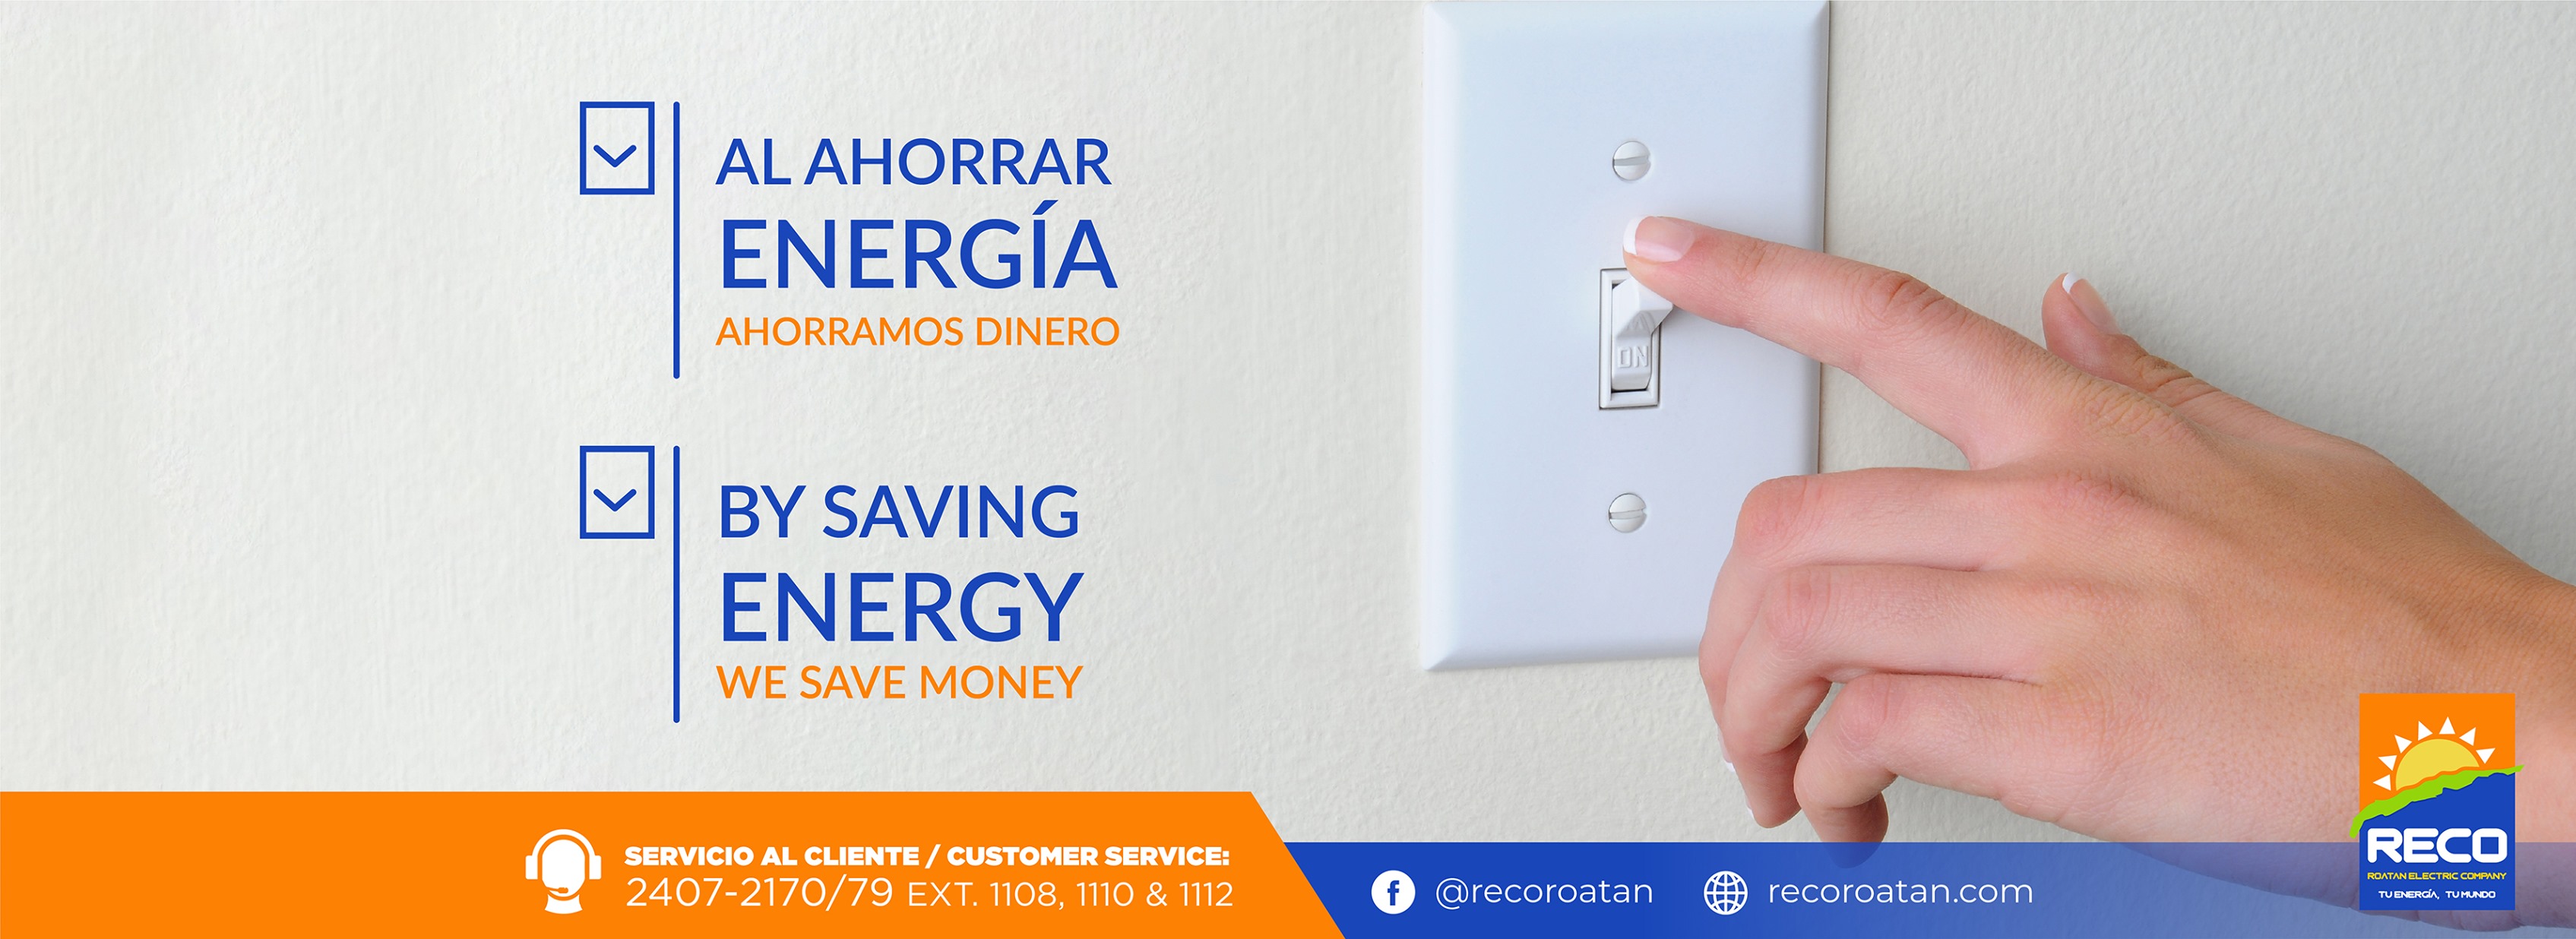 AL AHORRAR
ENERGÍA
AHORRAMOS DINERO
BY SAVING
ENERGY
WE SAVE MONEY
ON
SERVICIO AL CLIENTE / CUSTOMER SERVICE:
2407-2170/79 EXT. 1108, 1110 & 1112
@recoroatan
recoroatan.com
RECO
ROATAN ELECTRIC COMPANY
TU ENERGÍA, TU MUNDO